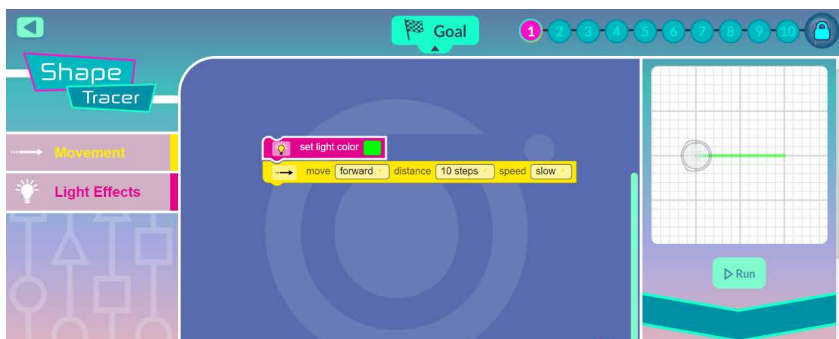 Goal
1 2 3 4 5 6 7 8 9 10
Shape
Tracer
Movement
Light Effects
set light color
move forward distance 10 steps speed slow
Run